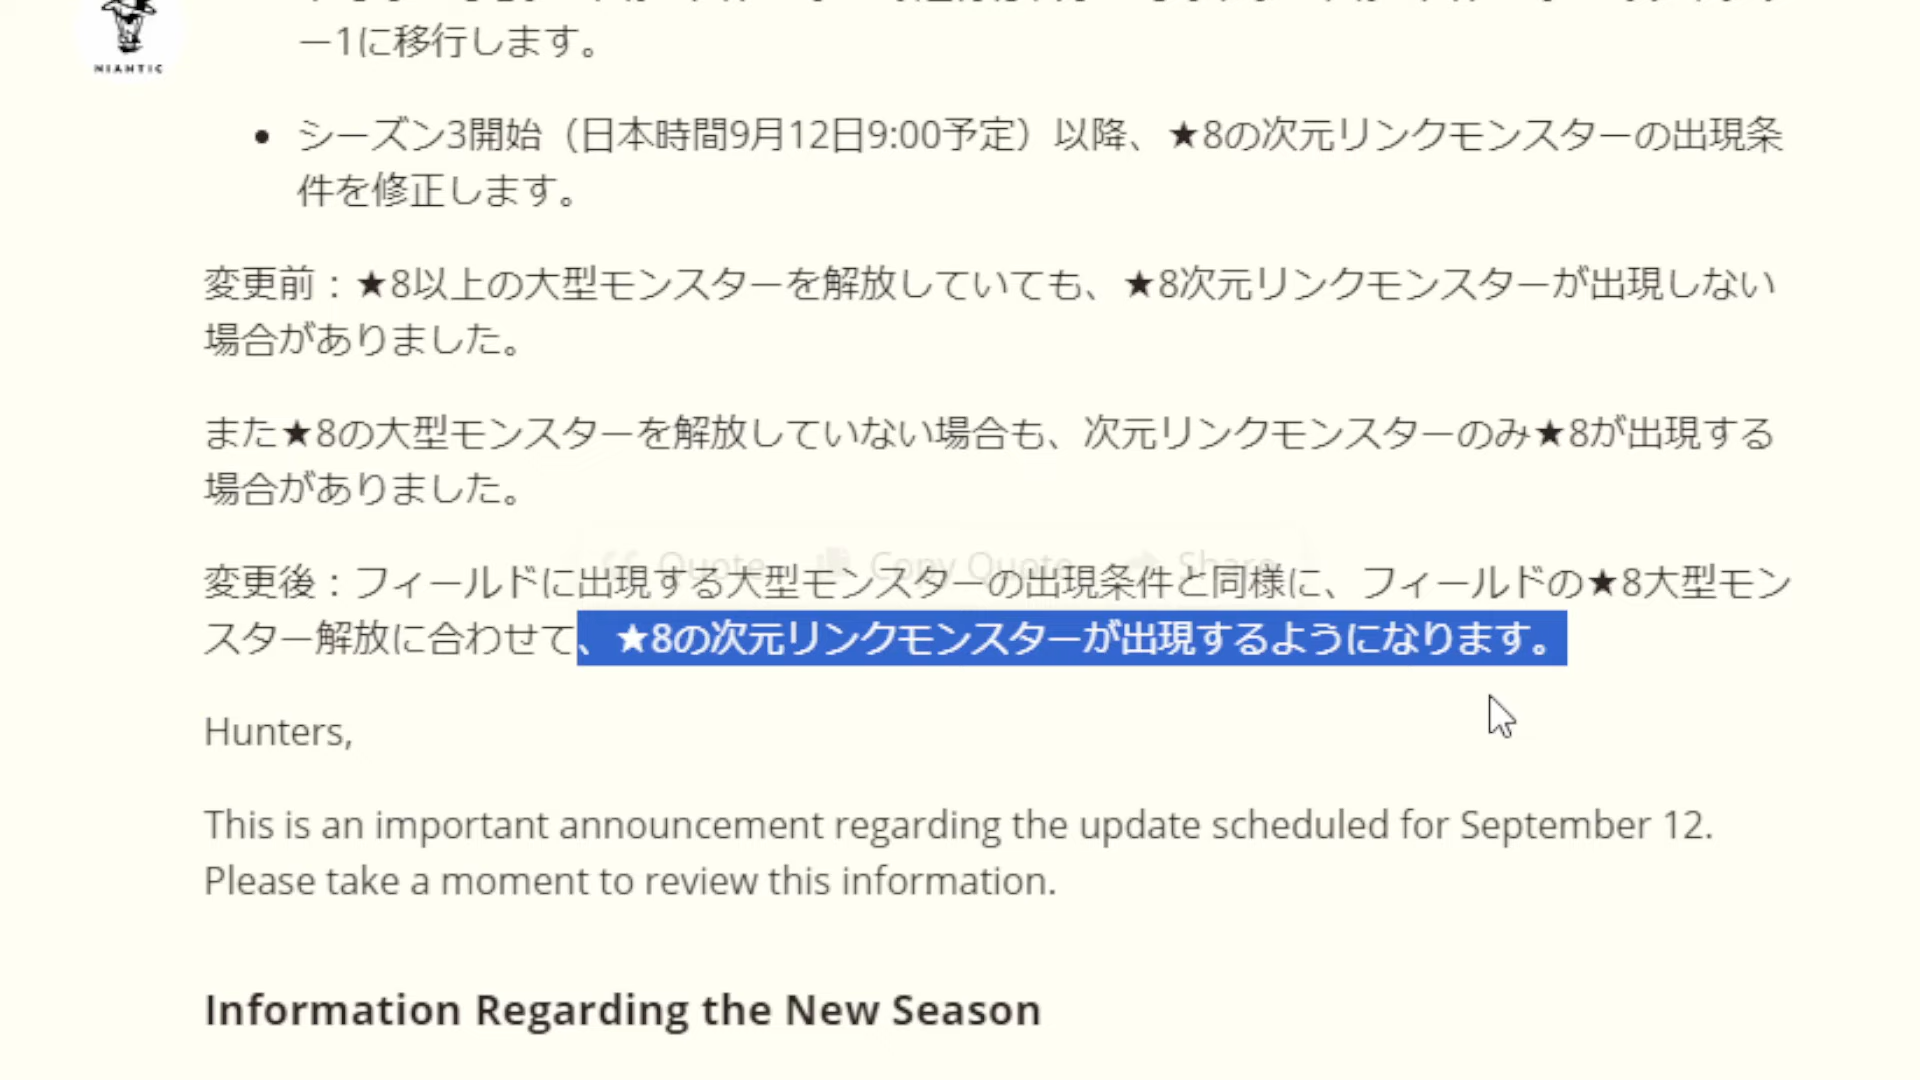 NIANTIC
ー1に移行します。
• シーズン3開始（日本時間9月12日9:00予定）以降、★8の次元リンクモンスターの出現条
件を修正します。
変更前：★8以上の大型モンスターを解放していても、★8次元リンクモンスターが出現しない
場合がありました。
また★8の大型モンスターを解放していない場合も、次元リンクモンスターのみ★8が出現する
場合がありました。
Quote Copy Quote Share
変更後：フィールドに出現する大型モンスターの出現条件と同様に、フィールドの★8大型モン
スター解放に合わせて、★8の次元リンクモンスターが出現するようになります。
Hunters,
This is an important announcement regarding the update scheduled for September 12.
Please take a moment to review this information.
Information Regarding the New Season